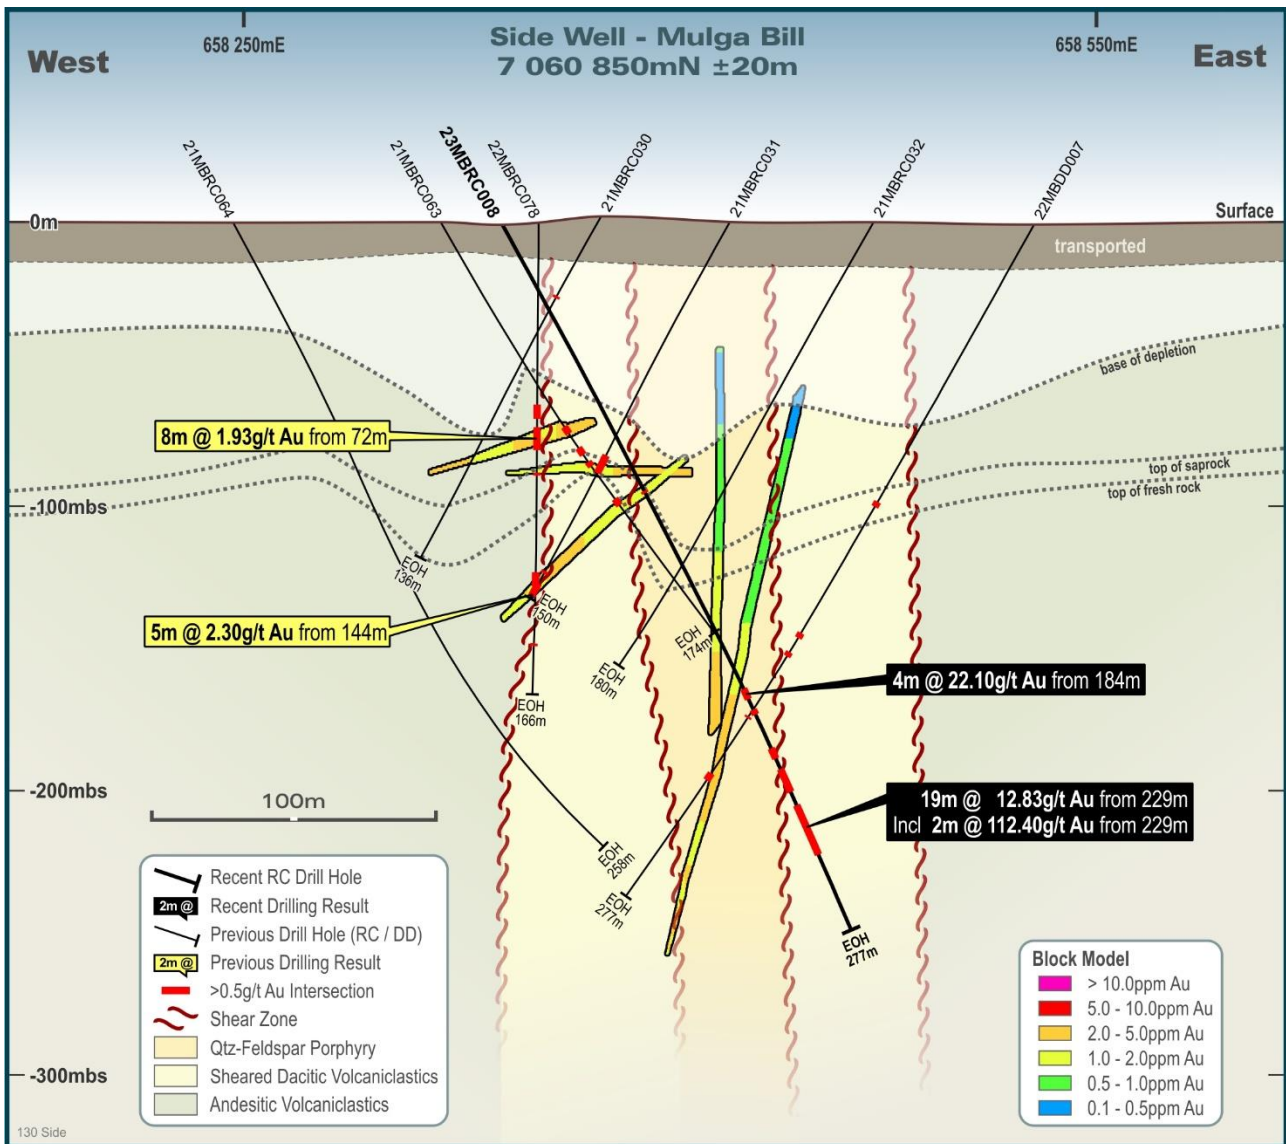 658 250mE
Side Well - Mulga Bill
7 060 850mN ±20m
658 550mE
West
East
21MBRC064
21MBRC063
23MBRC008
22MBRC078
21MBRC030
21MBRC031
21MBRC032
22MBDD007
0m
Surface
transported
base of depletion
8m @ 1.93g/t Au from 72m
top of saprock
top of fresh rock
-100mbs
EOH
136m
EOH
150m
5m @ 2.30g/t Au from 144m
EOH
174m
EOH
180m
EOH
166m
4m @ 22.10g/t Au from 184m
-200mbs
100m
19m @ 12.83g/t Au from 229m
Incl 2m @ 112.40g/t Au from 229m
EOH
258m
EOH
277m
EOH
277m
Recent RC Drill Hole
2m @
Recent Drilling Result
Previous Drill Hole (RC / DD)
2m @
Previous Drilling Result
>0.5g/t Au Intersection
Shear Zone
Qtz-Feldspar Porphyry
Sheared Dacitic Volcaniclastics
Andesitic Volcaniclastics
Block Model
> 10.0ppm Au
5.0 - 10.0ppm Au
2.0 - 5.0ppm Au
1.0 - 2.0ppm Au
0.5 - 1.0ppm Au
0.1 - 0.5ppm Au
-300mbs
130 Side